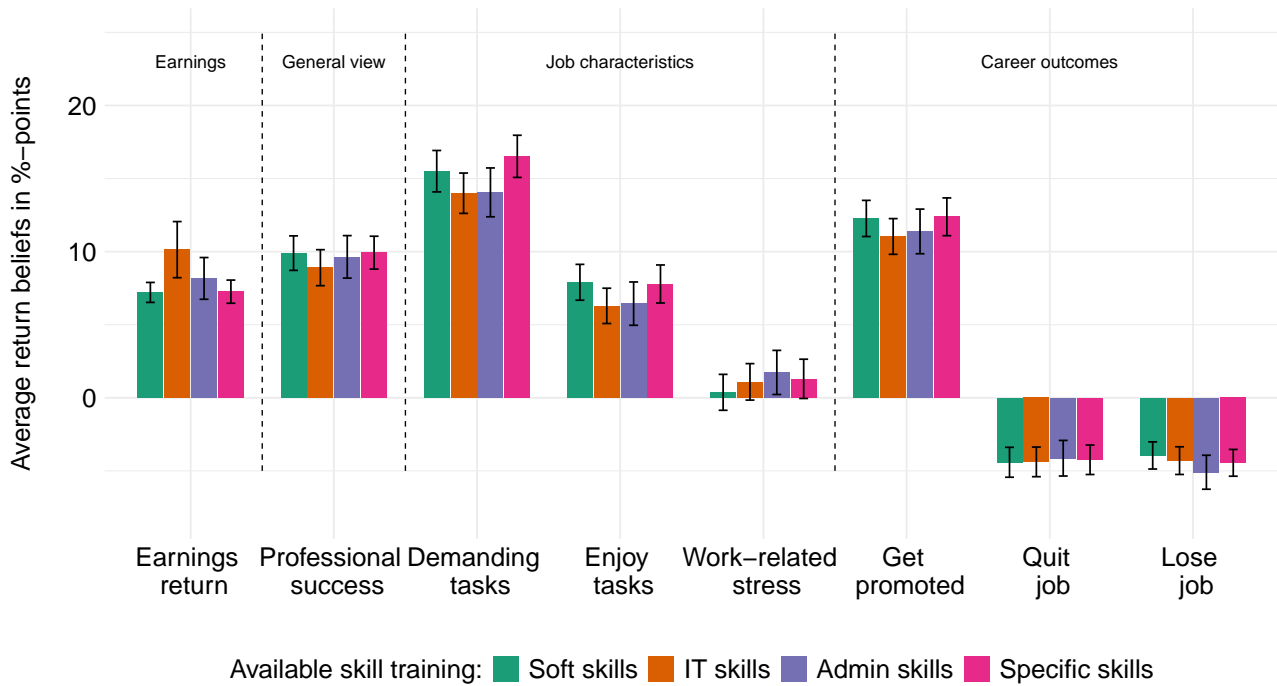 Earnings
General view
Job characteristics
Career outcomes
Average return beliefs in %−points
20
10
0
Earnings
return
Professional
success
Demanding
tasks
Enjoy
tasks
Work−related
stress
Get
promoted
Quit
job
Lose
job
Available skill training: Soft skills IT skills Admin skills Specific skills